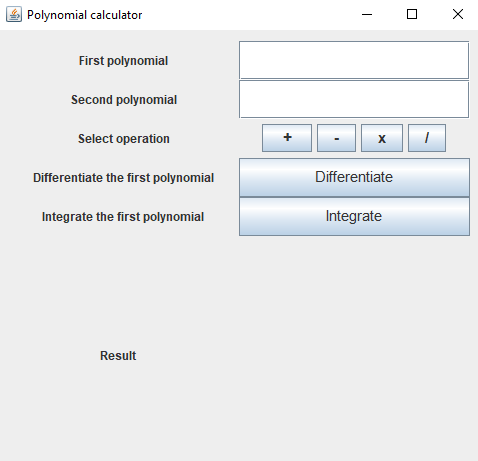 Polynomial calculator
First polynomial
Second polynomial
Select operation + - x /
Differentiate the first polynomial Differentiate
Integrate the first polynomial Integrate
Result